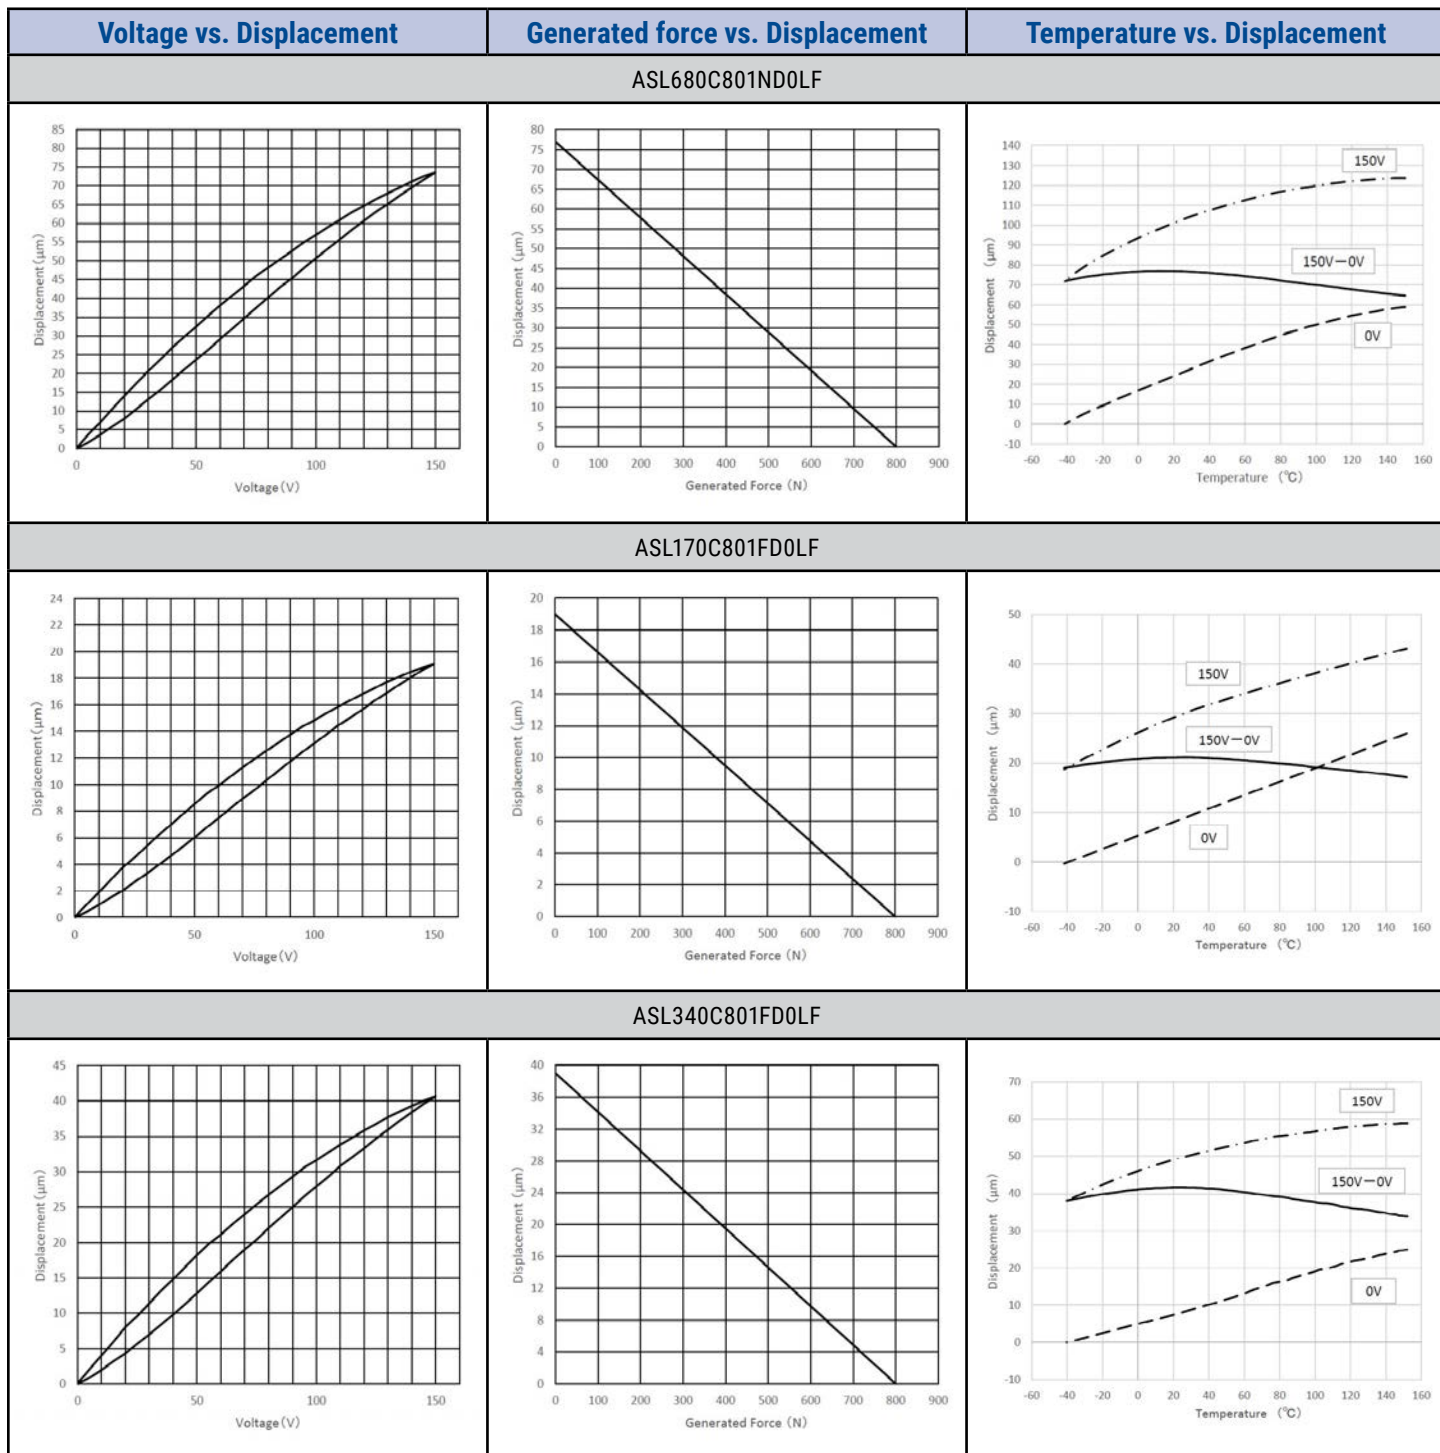 Voltage vs. Displacement
Generated force vs. Displacement
Temperature vs. Displacement
ASL680C801ND0LF
85
80
75
70
65
60
55
50
45
40
35
30
25
20
15
10
5
0
Displacement(μm)
0 50 100 150
Voltage(V)
80
75
70
65
60
55
50
45
40
35
30
25
20
15
10
5
0
Displacement (μm)
0 100 200 300 400 500 600 700 800 900
Generated Force (N)
140
130
120
110
100
90
80
70
60
50
40
30
20
10
0
-10
Displacement (μm)
150V
150V－0V
0V
-60 -40 -20 0 20 40 60 80 100 120 140 160
Temperature (℃)
ASL170C801FD0LF
24
22
20
18
16
14
12
10
8
6
4
2
0
Displacement(μm)
0 50 100 150
Voltage(V)
20
18
16
14
12
10
8
6
4
2
0
Displacement (μm)
0 100 200 300 400 500 600 700 800 900
Generated Force (N)
50
40
30
20
10
0
-10
Displacement (μm)
150V
150V－0V
0V
-60 -40 -20 0 20 40 60 80 100 120 140 160
Temperature (℃)
ASL340C801FD0LF
45
40
35
30
25
20
15
10
5
0
Displacement (μm)
0 50 100 150
Voltage(V)
40
36
32
28
24
20
16
12
8
4
0
Displacement (μm)
0 100 200 300 400 500 600 700 800 900
Generated Force (N)
70
60
50
40
30
20
10
0
-10
Displacement (μm)
150V
150V－0V
0V
-60 -40 -20 0 20 40 60 80 100 120 140 160
Temperature (℃)